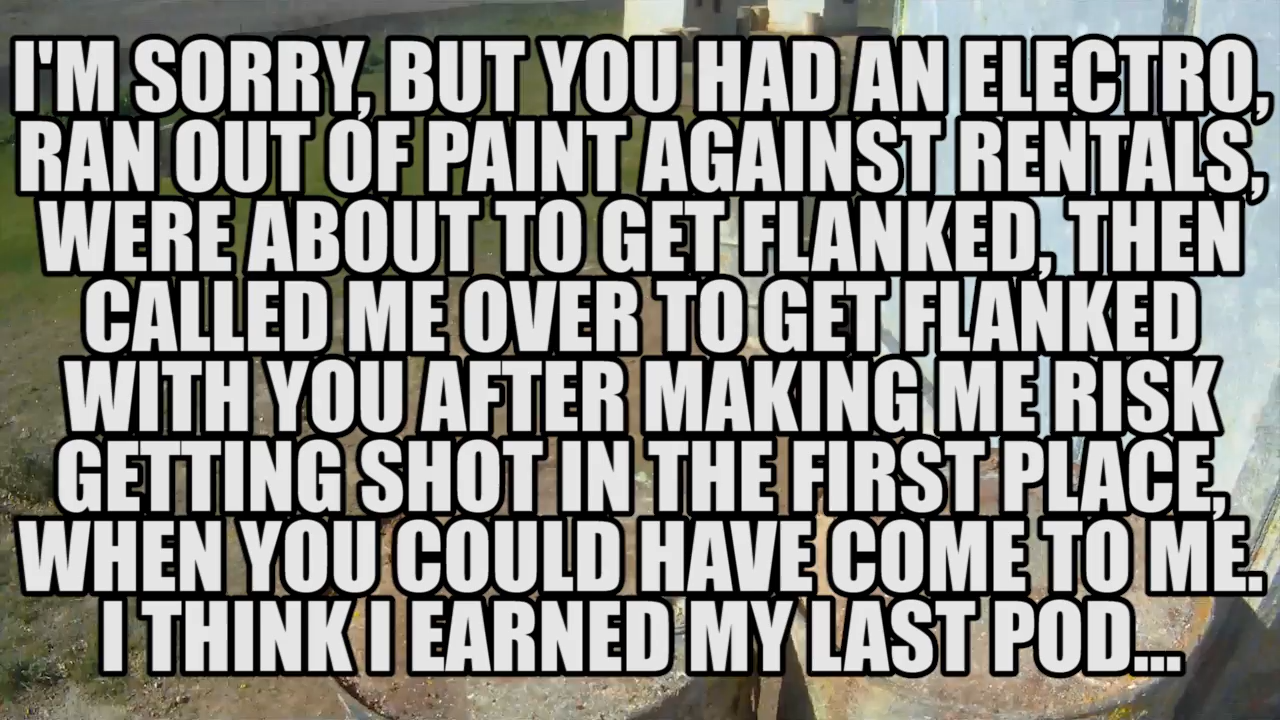 I'M SORRY, BUT YOU HAD AN ELECTRO,
RAN OUT OF PAINT AGAINST RENTALS,
WERE ABOUT TO GET FLANKED, THEN
CALLED ME OVER TO GET FLANKED
WITH YOU AFTER MAKING ME RISK
GETTING SHOT IN THE FIRST PLACE,
WHEN YOU COULD HAVE COME TO ME.
I THINK I EARNED MY LAST POD...